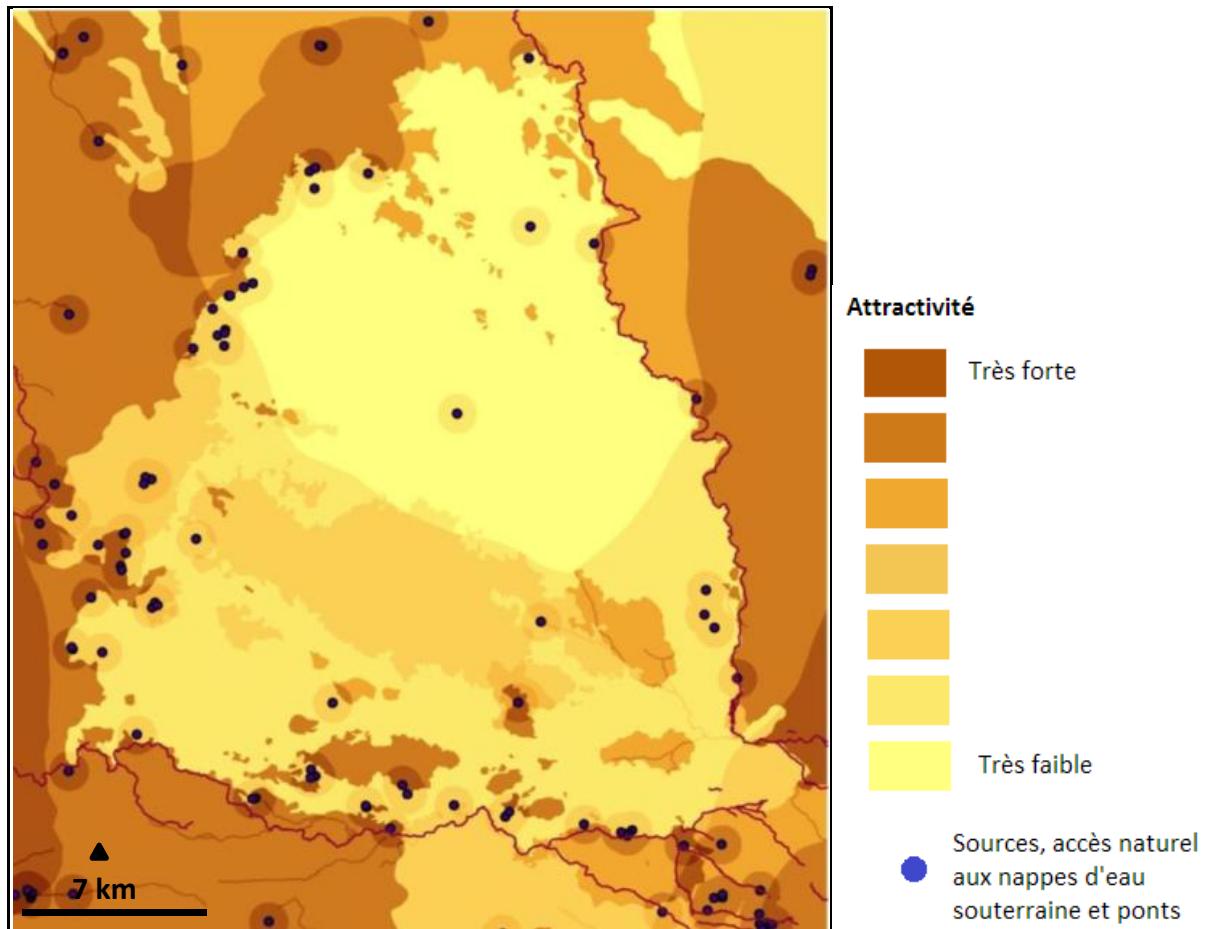 Attractivité
Très forte
Très faible
Sources, accès naturel
aux nappes d'eau
souterraine et ponts
7 km